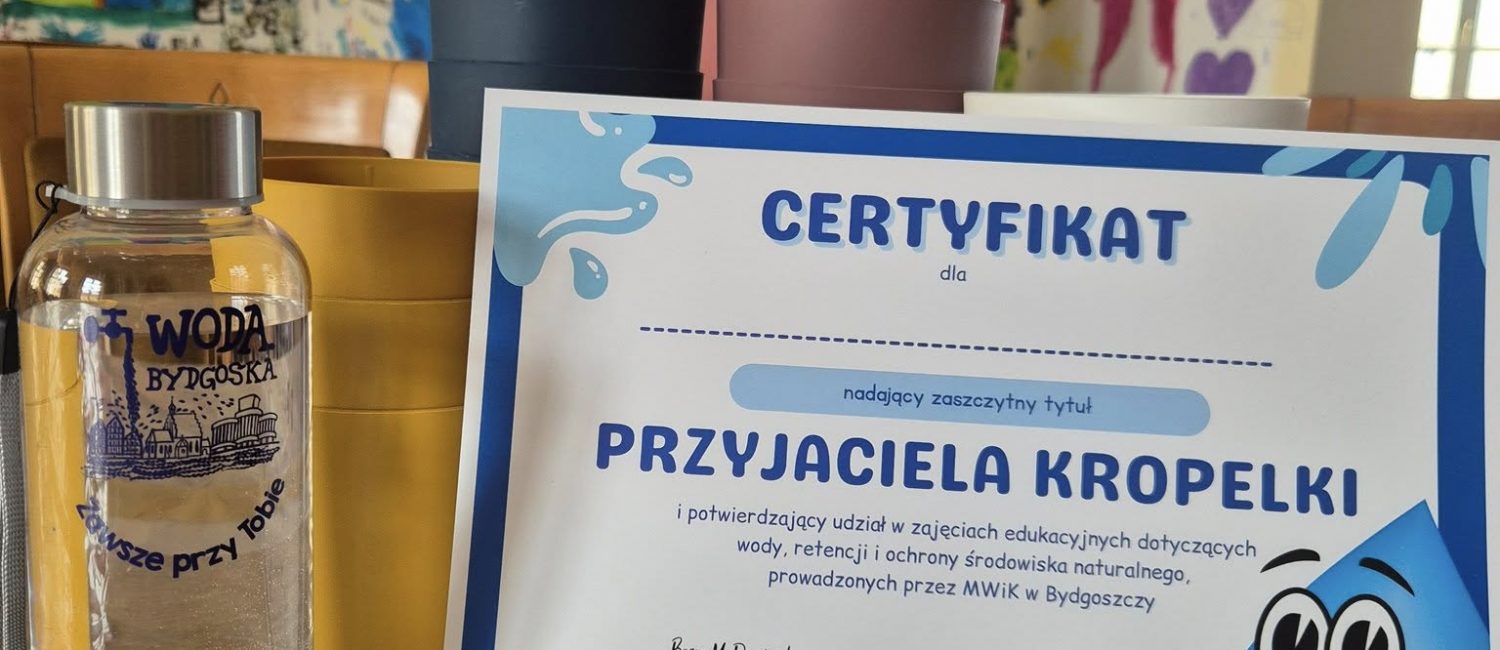 WODA
BYDGOSKA
Zawsze przy Tobie
CERTYFIKAT
dla
nadający zaszczytny tytuł
PRZYJACIELA KROPELKI
i potwierdzający udział w zajęciach edukacyjnych dotyczących
wody, retencji i ochrony środowiska naturalnego,
prowadzonych przez MWiK w Bydgoszczy